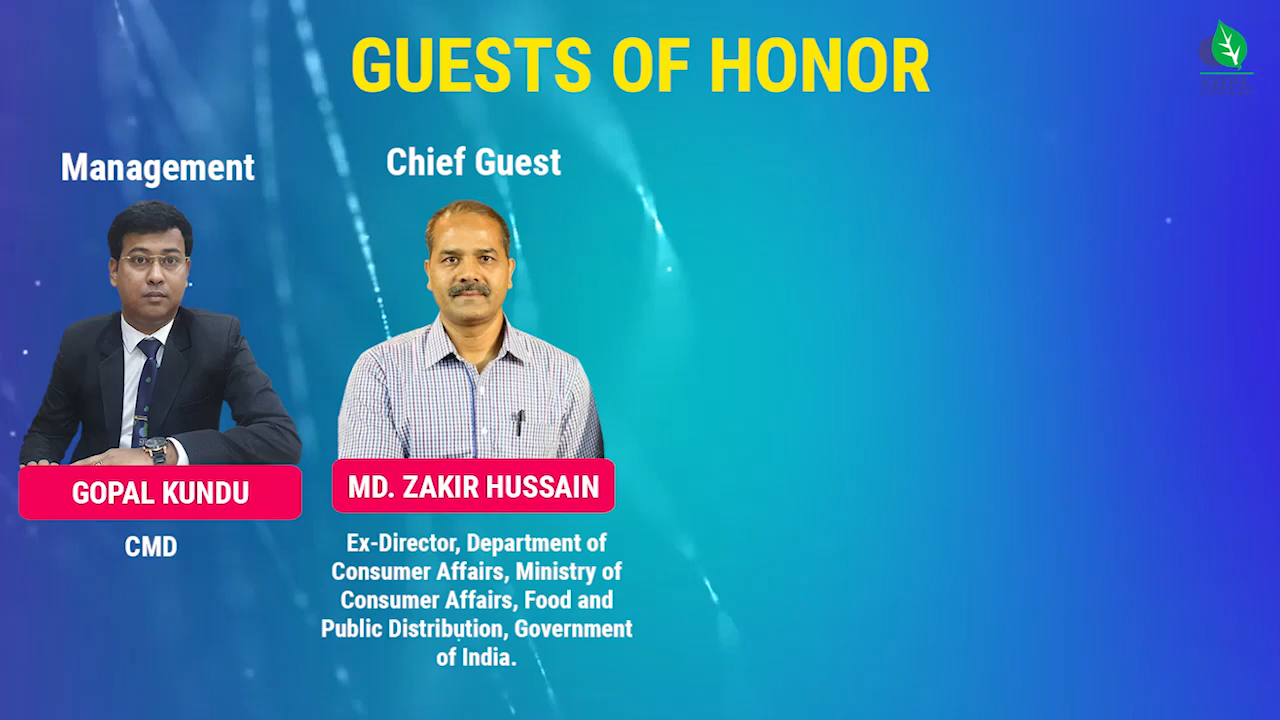 GUESTS OF HONOR
Management
Chief Guest
GOPAL KUNDU
CMD
MD. ZAKIR HUSSAIN
Ex-Director, Department of
Consumer Affairs, Ministry of
Consumer Affairs, Food and
Public Distribution, Government
of India.